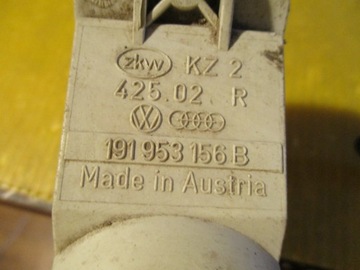 zkw KZ 2
425.02. R
191 953 156 B
Made in Austria